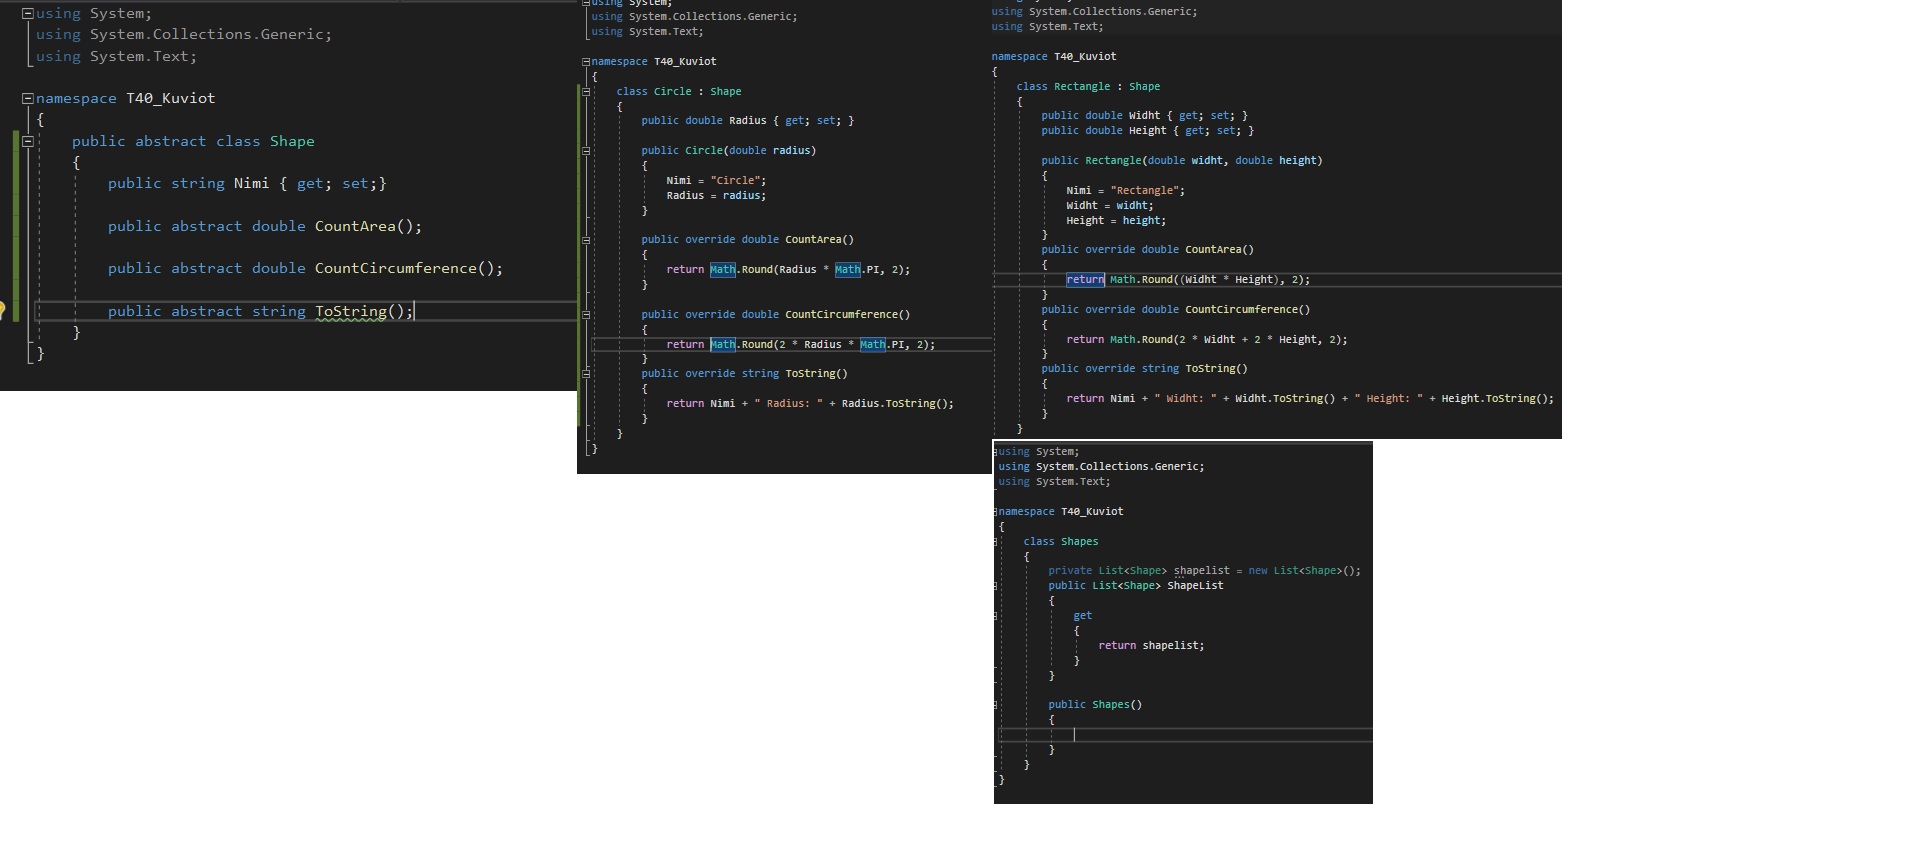 using System;
using System.Collections.Generic;
using System.Text;
namespace T40_Kuviot
{
public abstract class Shape
{
public string Nimi { get; set;}
public abstract double CountArea();
public abstract double CountCircumference();
public abstract string ToString();
}
}
using System;
using System.Collections.Generic;
using System.Text;
namespace T40_Kuviot
{
class Circle : Shape
{
public double Radius { get; set; }
public Circle(double radius)
{
Nimi = "Circle";
Radius = radius;
}
public override double CountArea()
{
return Math.Round(Radius * Math.PI, 2);
}
public override double CountCircumference()
{
return Math.Round(2 * Radius * Math.PI, 2);
}
public override string ToString()
{
return Nimi + " Radius: " + Radius.ToString();
}
}
}
using System.Collections.Generic;
using System.Text;
namespace T40_Kuviot
{
class Rectangle : Shape
{
public double Widht { get; set; }
public double Height { get; set; }
public Rectangle(double widht, double height)
{
Nimi = "Rectangle";
Widht = widht;
Height = height;
}
public override double CountArea()
{
return Math.Round((Widht * Height), 2);
}
public override double CountCircumference()
{
return Math.Round(2 * Widht + 2 * Height, 2);
}
public override string ToString()
{
return Nimi + " Widht: " + Widht.ToString() + " Height: " + Height.ToString();
}
}
using System;
using System.Collections.Generic;
using System.Text;
namespace T40_Kuviot
{
class Shapes
{
private List<Shape> shapelist = new List<Shape>();
public List<Shape> ShapeList
{
get
{
return shapelist;
}
}
public Shapes()
{
}
}
}